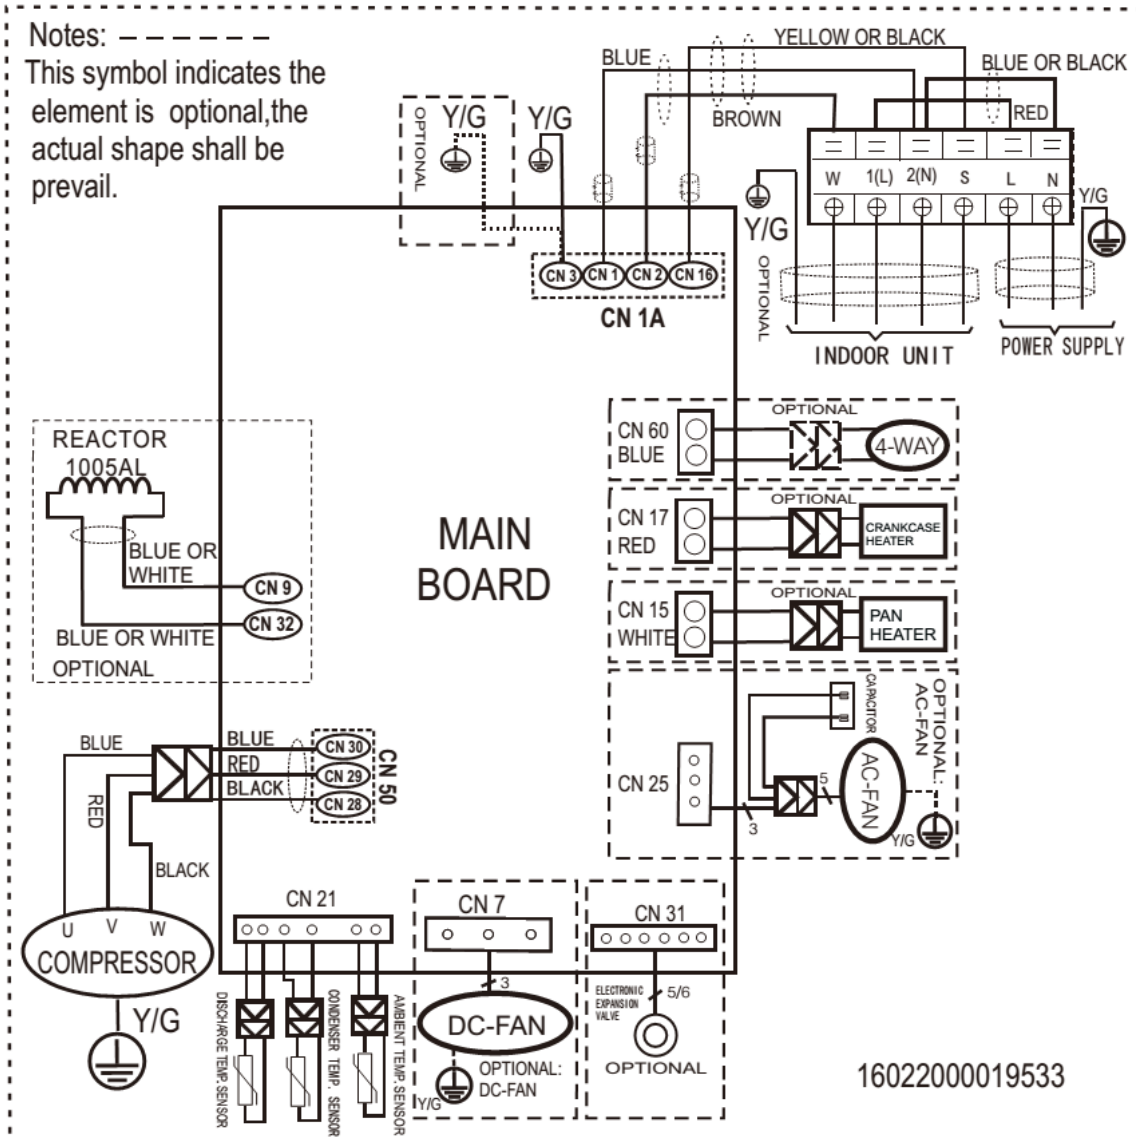 Notes:
This symbol indicates the
element is optional,the
actual shape shall be
prevail.
OPTIONAL
Y/G
Y/G
BLUE
YELLOW OR BLACK
BROWN
BLUE OR BLACK
RED
W 1(L) 2(N) S L N
Y/G
OPTIONAL
Y/G
INDOOR UNIT
POWER SUPPLY
CN 3 CN 1 CN 2 CN 16
CN 1A
REACTOR
1005AL
BLUE OR
WHITE
CN 9
CN 32
BLUE OR WHITE
OPTIONAL
MAIN
BOARD
CN 60
BLUE
OPTIONAL
4-WAY
CN 17
RED
OPTIONAL
CRANKCASE
HEATER
CN 15
WHITE
OPTIONAL
PAN
HEATER
CN 25
3
5
CAPACITOR
AC-FAN
OPTIONAL:
AC-FAN
Y/G
BLUE
RED
BLACK
BLUE
RED
BLACK
CN 30
CN 29
CN 28
CN 50
U V W
COMPRESSOR
Y/G
CN 21
DISCHARGE TEMP.SENSOR
CONDENSER TEMP. SENSOR
AMBIENT TEMP.SENSOR
CN 7
3
DC-FAN
Y/G
OPTIONAL:
DC-FAN
CN 31
ELECTRONIC
EXPANSION
VALVE
5/6
OPTIONAL
16022000019533